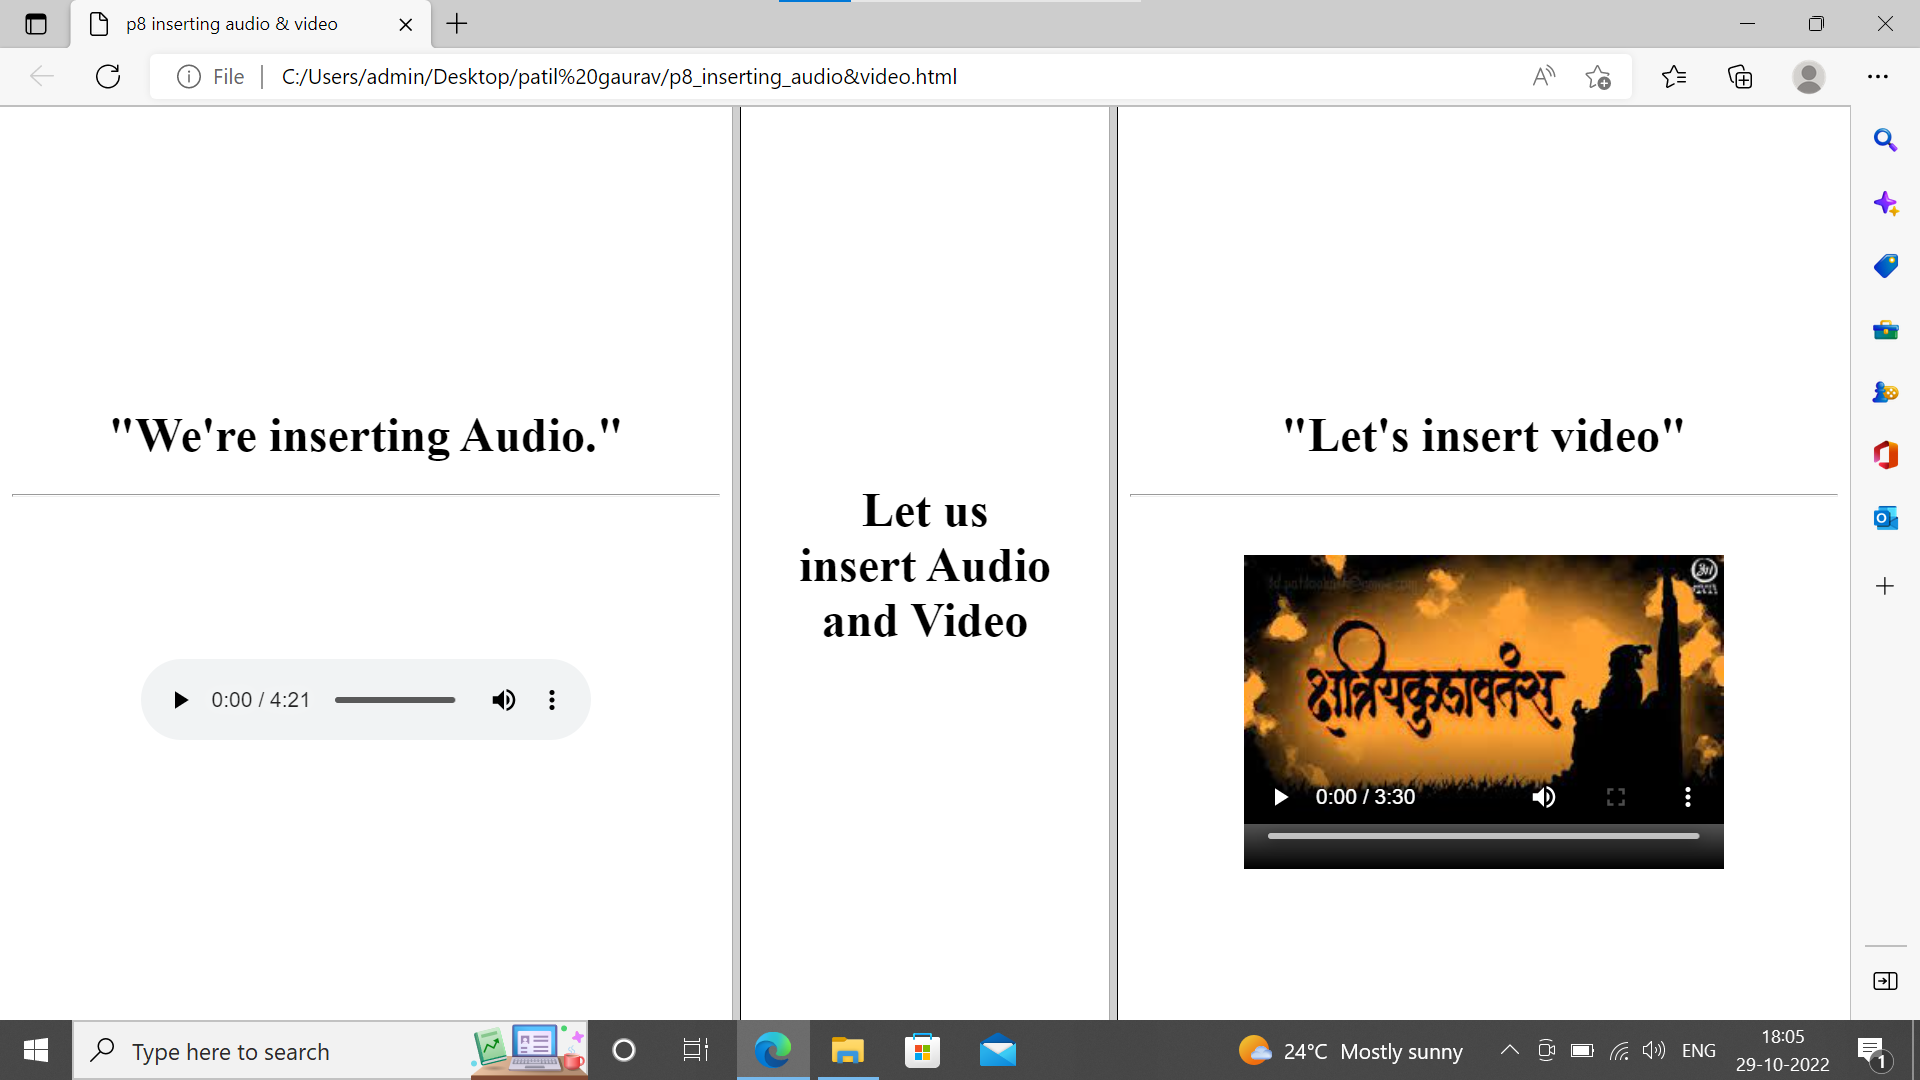 p8 inserting audio & video
File
C:/Users/admin/Desktop/patil%20gaurav/p8_inserting_audio&video.html
"We're inserting Audio."
0:00 / 4:21
Let us
insert Audio
and Video
"Let's insert video"
क्षत्रियकुलावतंस
0:00 / 3:30
Type here to search
24°C Mostly sunny
ENG
18:05
29-10-2022
1